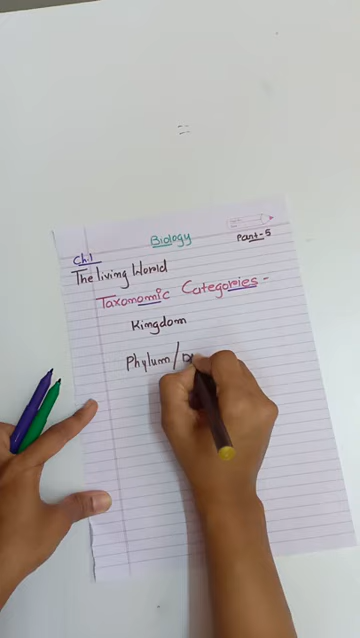 Biology
Part-5
Ch.1
The living World
Taxonomic Categories -
Kingdom
Phylum/